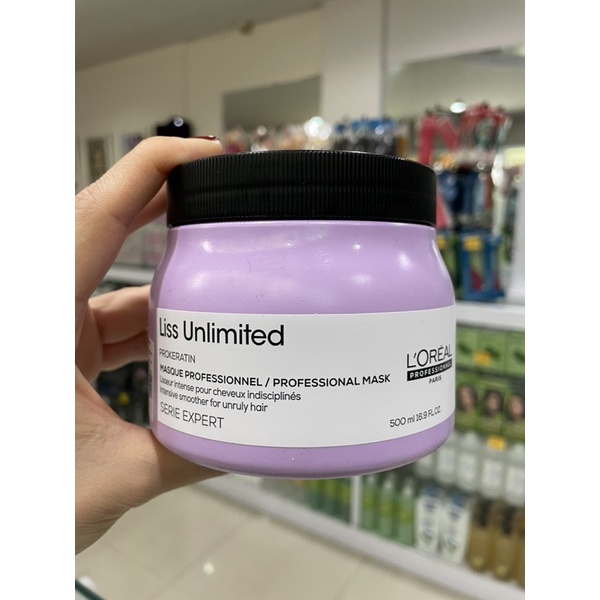 Liss Unlimited
PROKERATIN
MASQUE PROFESSIONNEL / PROFESSIONAL MASK
Lisseur intense pour cheveux indisciplinés
Intensive smoother for unruly hair
SERIE EXPERT
L'ORÉAL
PROFESSIONNEL
PARIS
500 ml 16.9 FL.OZ.